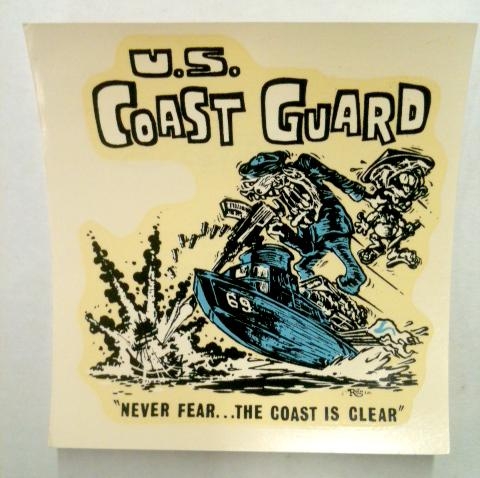 U.S.
COAST GUARD
69
"NEVER FEAR...THE COAST IS CLEAR"